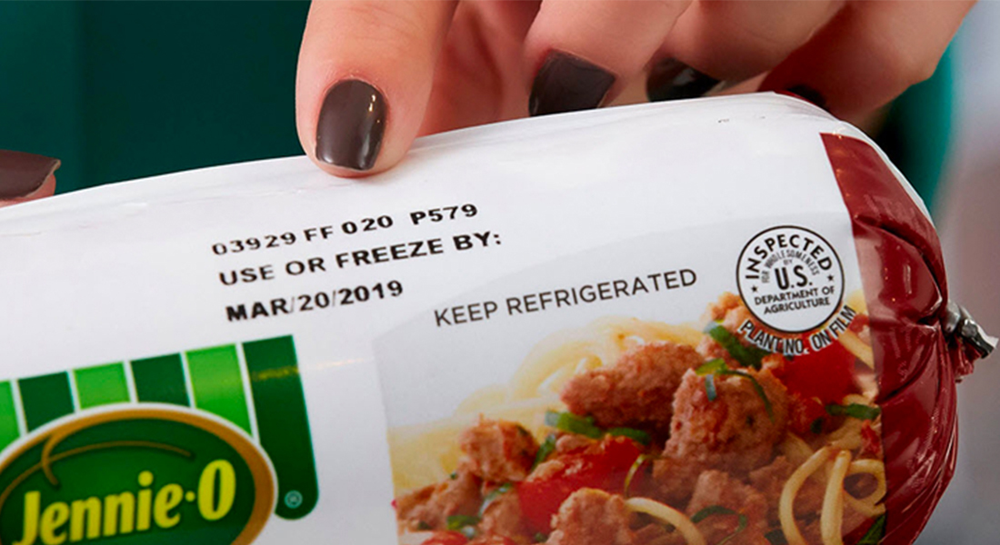 03929 FF 020 P579
USE OR FREEZE BY:
MAR/20/2019
KEEP REFRIGERATED
INSPECTED
FOR WHOLESOMENESS
BY
U.S.
DEPARTMENT OF
AGRICULTURE
PLANT NO. ON FILM
Jennie-O
®